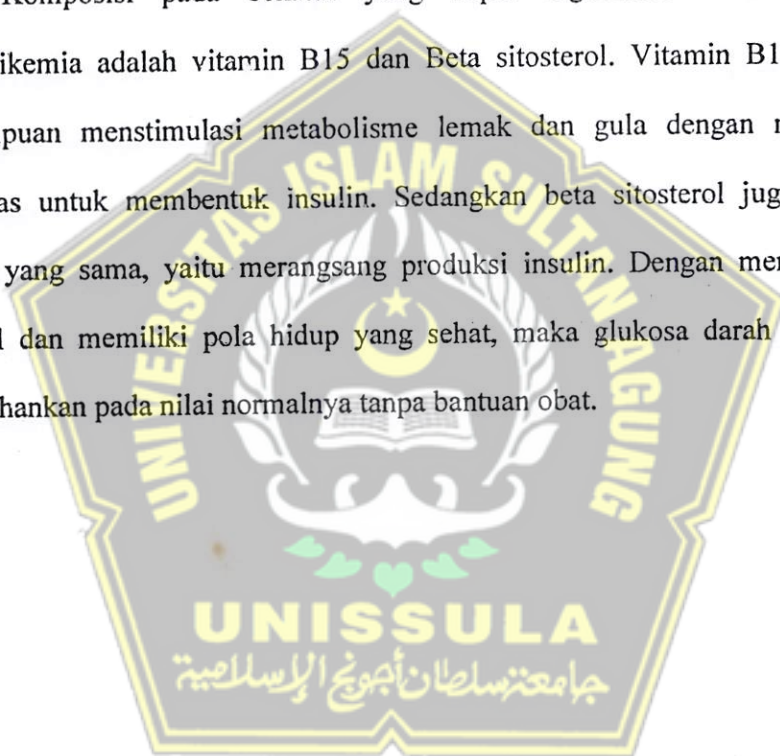 pada yang
ikemia adalah vitamin B15 dan Beta sitosterol. Vitamin B1
puan menstimulasi metabolisme lemak dan gula dengan
as untuk membentuk insulin. Sedangkan beta sitosterol jug
yang sama, yaitu merangsang produksi insulin. Dengan mer
dan memiliki pola hidup yang sehat, maka glukosa darah
hankan pada nilai normalnya tanpa bantuan obat.
UNIVERSITAS ISLAM SULTAN AGUNG
UNISSULA
جامعة سلطان أجونج الإسلامية